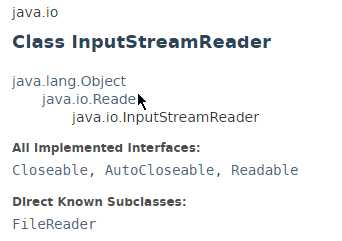 java.io
Class InputStreamReader
java.lang.Object
java.io.Reade
java.io.InputStreamReader
All Implemented Interfaces:
Closeable, AutoCloseable, Readable
Direct Known Subclasses:
FileReader